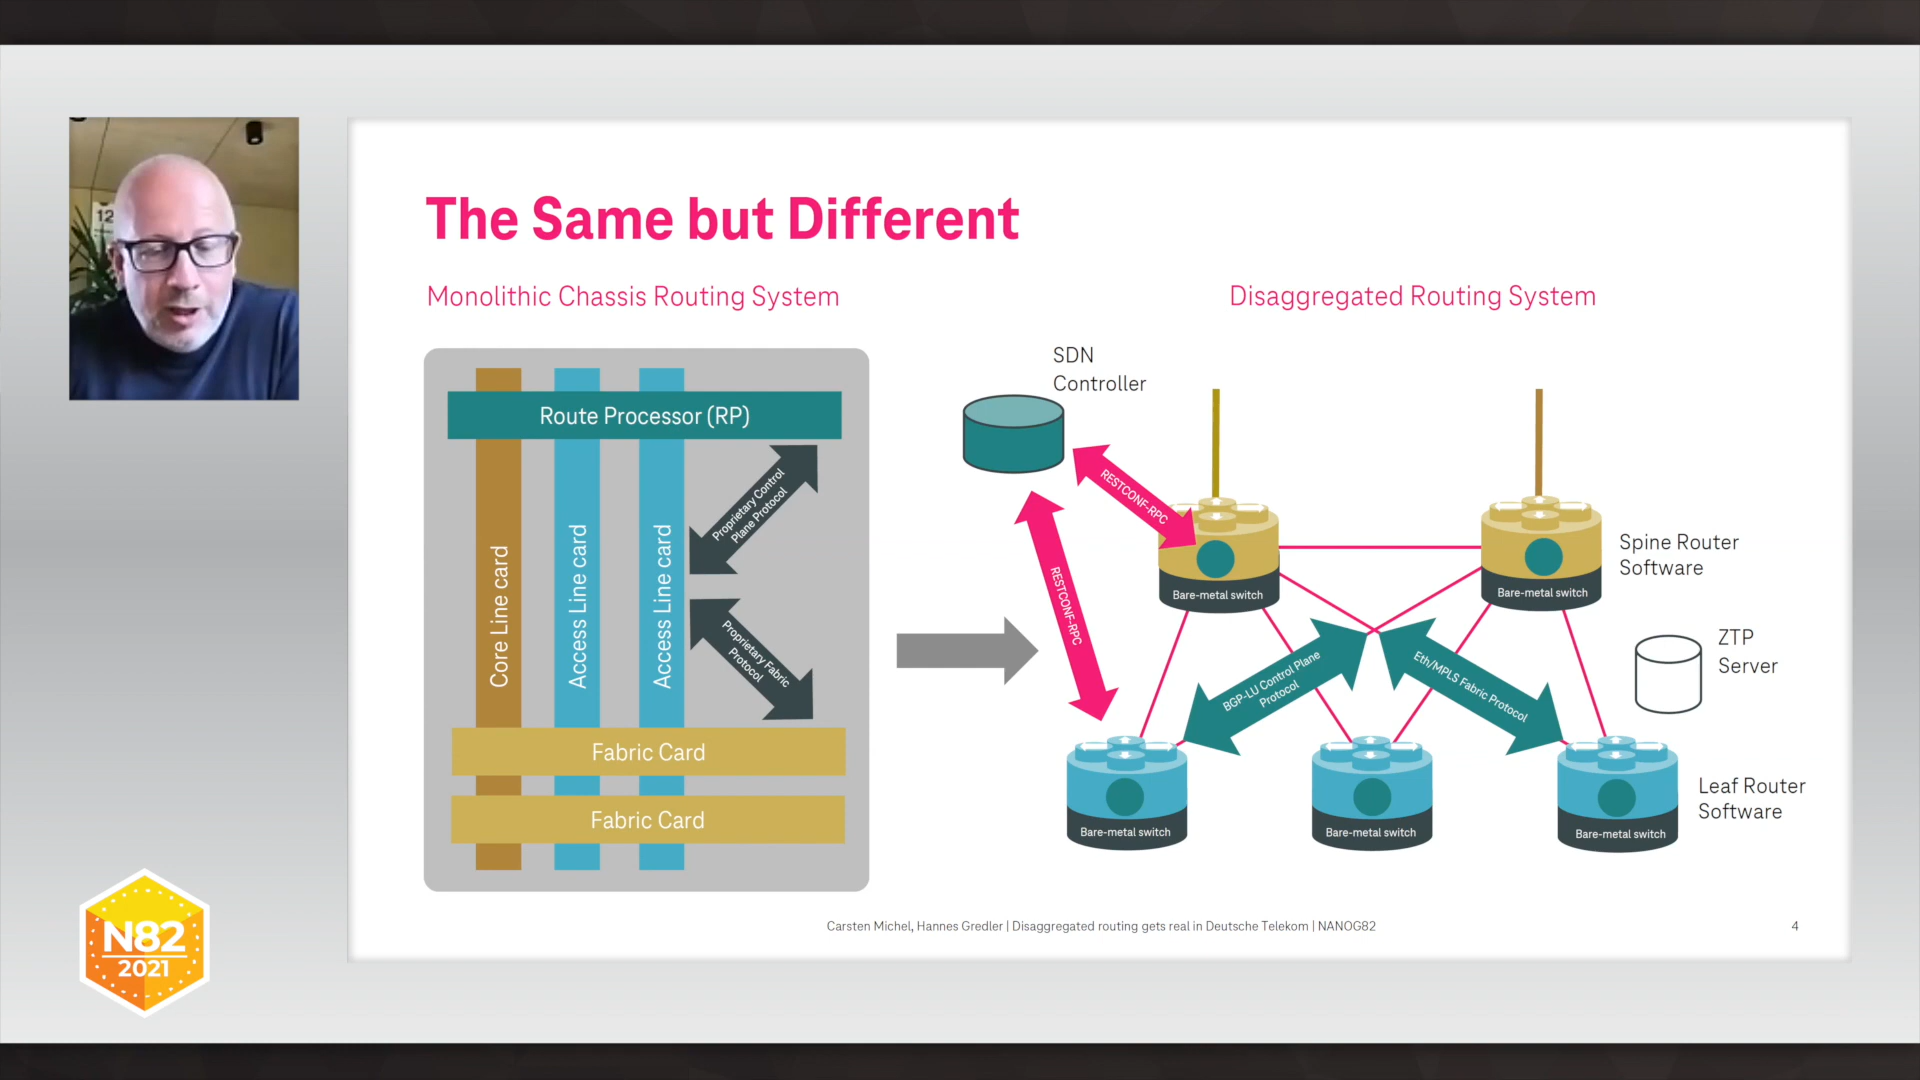 12
The Same but Different
Monolithic Chassis Routing System
Route Processor (RP)
Core Line card
Access Line card
Access Line card
Proprietary Control
Plane Protocol
Proprietary Fabric
Protocol
Fabric Card
Fabric Card
Disaggregated Routing System
SDN
Controller
RESTCONF-RPC
RESTCONF-RPC
Bare-metal switch
Bare-metal switch
Spine Router
Software
BGP-LU Control Plane
Protocol
Eth/MPLS Fabric Protocol
ZTP
Server
Bare-metal switch
Bare-metal switch
Bare-metal switch
Leaf Router
Software
Carsten Michel, Hannes Gredler | Disaggregated routing gets real in Deutsche Telekom | NANOG82
4
N82
2021